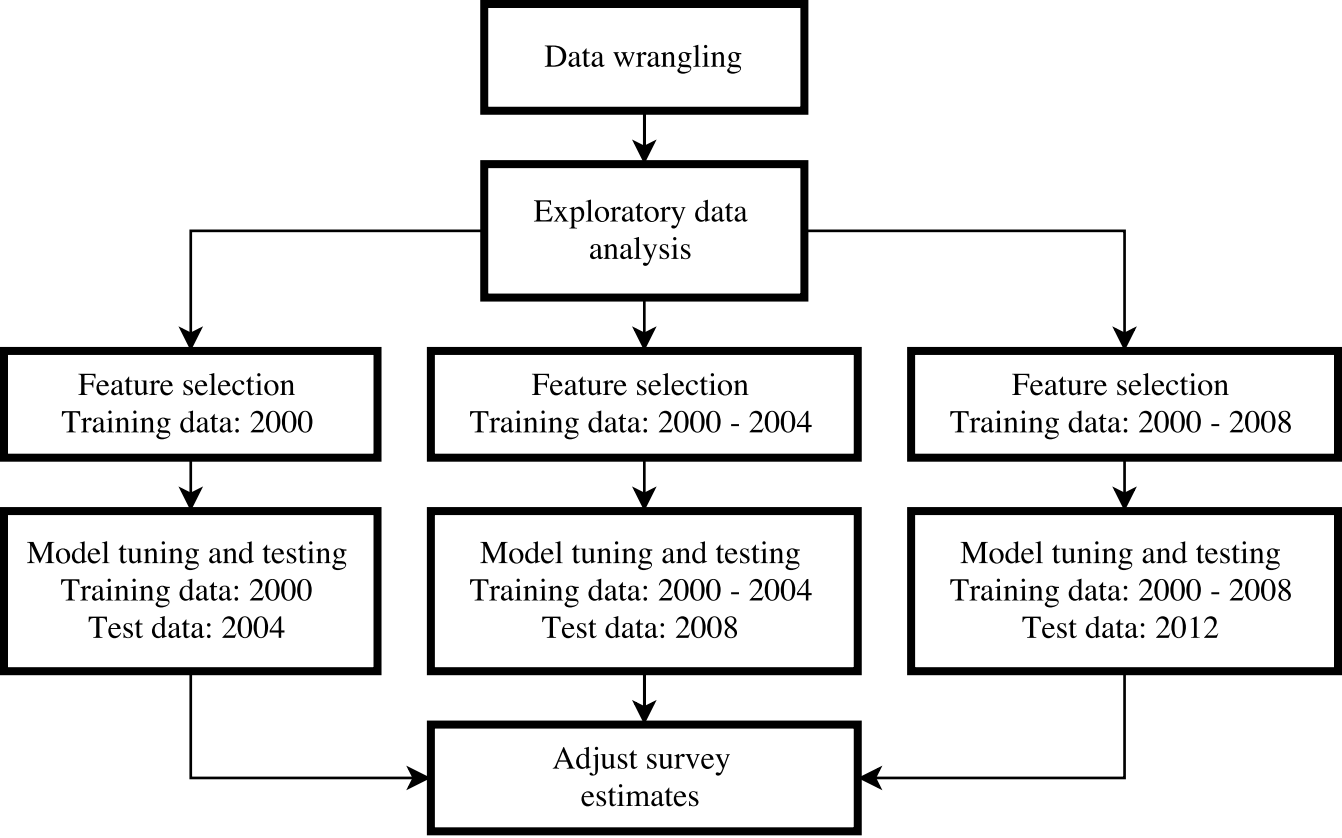 Data wrangling
Exploratory data
analysis
Feature selection
Training data: 2000
Feature selection
Training data: 2000 - 2004
Feature selection
Training data: 2000 - 2008
Model tuning and testing
Training data: 2000
Test data: 2004
Model tuning and testing
Training data: 2000 - 2004
Test data: 2008
Model tuning and testing
Training data: 2000 - 2008
Test data: 2012
Adjust survey
estimates